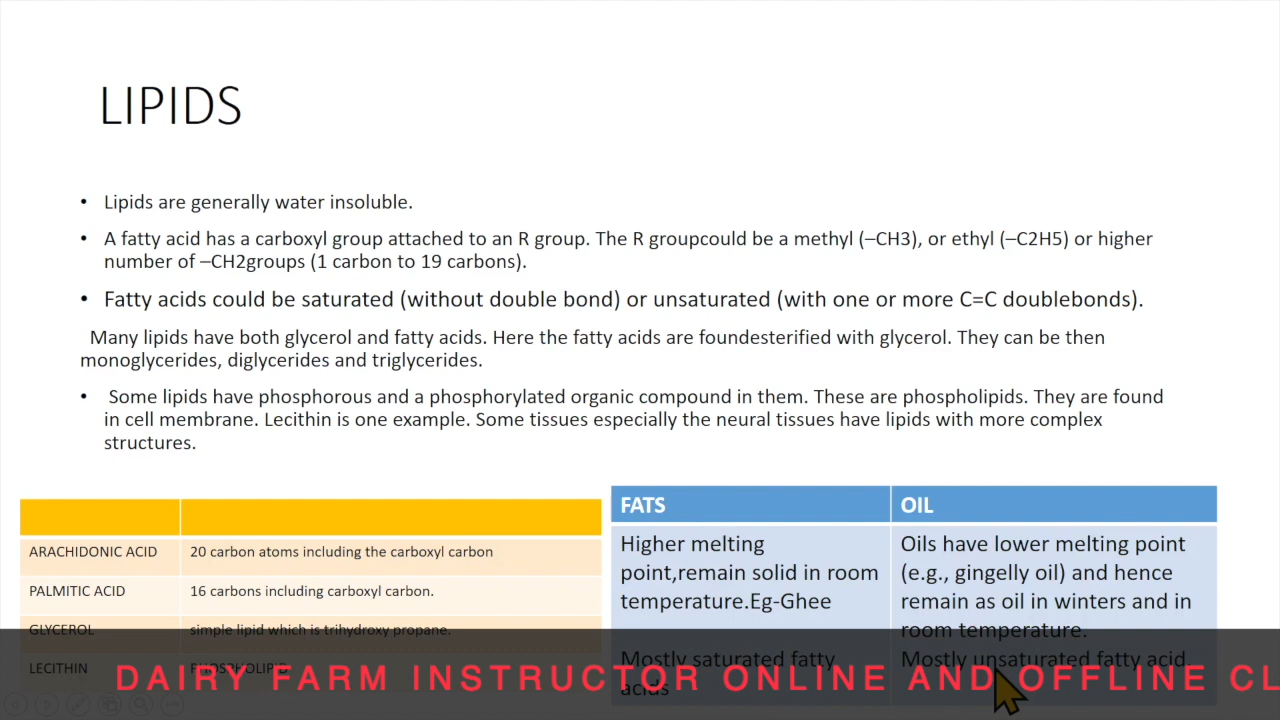 LIPIDS
• Lipids are generally water insoluble.
• A fatty acid has a carboxyl group attached to an R group. The R groupcould be a methyl (–CH3), or ethyl (–C2H5) or higher
number of –CH2groups (1 carbon to 19 carbons).
• Fatty acids could be saturated (without double bond) or unsaturated (with one or more C=C doublebonds).
Many lipids have both glycerol and fatty acids. Here the fatty acids are foundesterified with glycerol. They can be then
monoglycerides, diglycerides and triglycerides.
• Some lipids have phosphorous and a phosphorylated organic compound in them. These are phospholipids. They are found
in cell membrane. Lecithin is one example. Some tissues especially the neural tissues have lipids with more complex
structures.
ARACHIDONIC ACID 20 carbon atoms including the carboxyl carbon
PALMITIC ACID 16 carbons including carboxyl carbon.
GLYCEROL simple lipid which is trihydroxy propane.
LECITHIN PHOSPHOLIPID
FATS OIL
Higher melting
point,remain solid in room
temperature.Eg-Ghee
Oils have lower melting point
(e.g., gingelly oil) and hence
remain as oil in winters and in
room temperature.
Mostly saturated fatty
acids
Mostly unsaturated fatty acid
DAIRY FARM INSTRUCTOR ONLINE AND OFFLINE CL